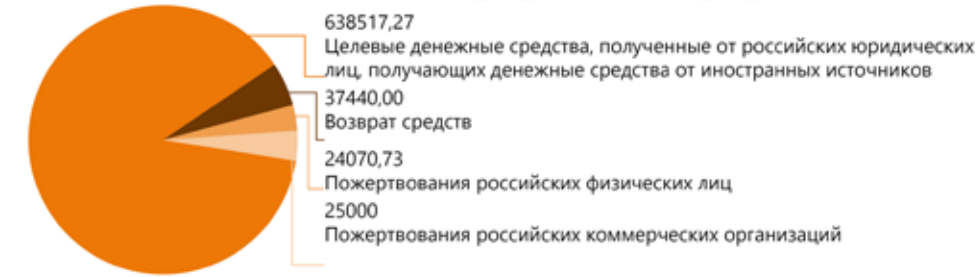 638517,27
Целевые денежные средства, полученные от российских юридических
лиц, получающих денежные средства от иностранных источников
37440,00
Возврат средств
24070,73
Пожертвования российских физических лиц
25000
Пожертвования российских коммерческих организаций